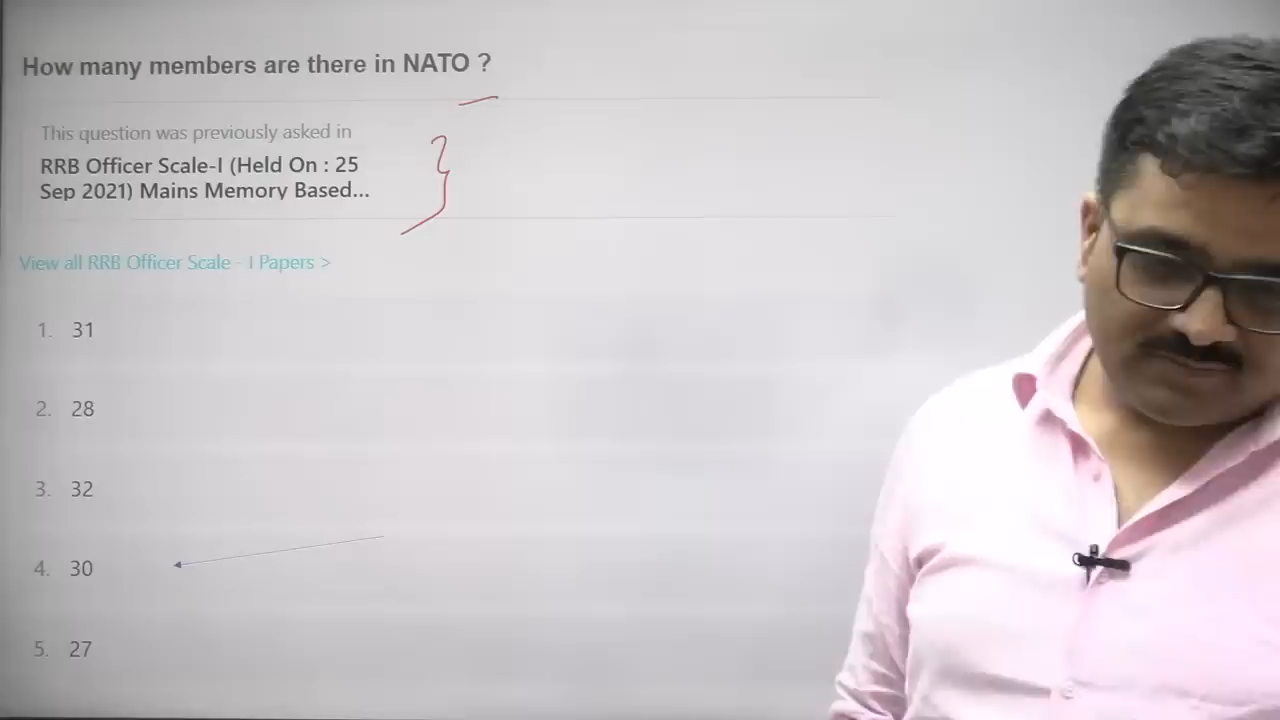 How many members are there in NATO ?
This question was previously asked in
RRB Officer Scale-I (Held On : 25
Sep 2021) Mains Memory Based...
View all RRB Officer Scale - I Papers >
1. 31
2. 28
3. 32
4. 30
5. 27